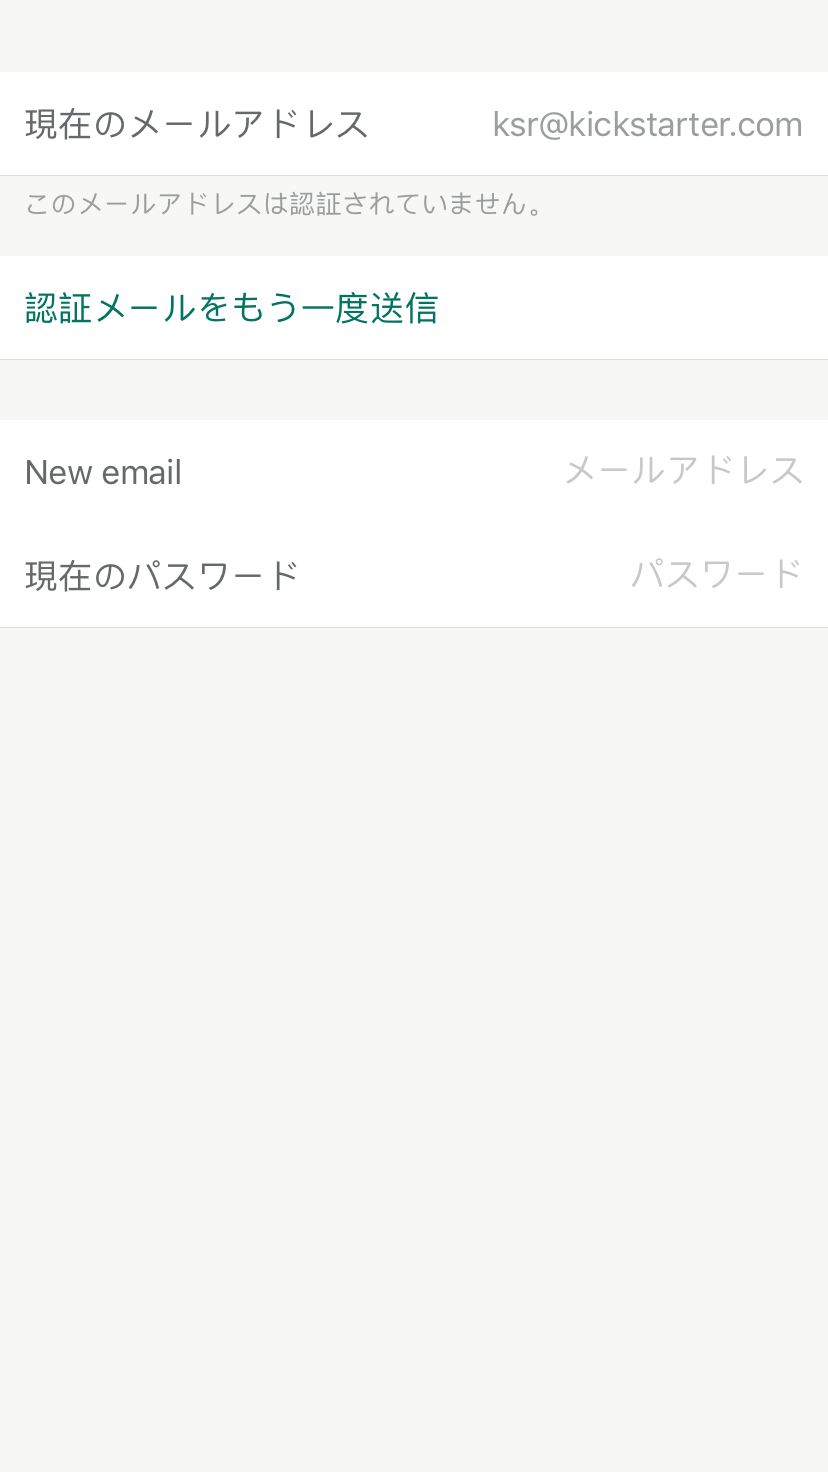 現在のメールアドレス ksr@kickstarter.com
このメールアドレスは認証されていません。
認証メールをもう一度送信
New email メールアドレス
現在のパスワード パスワード